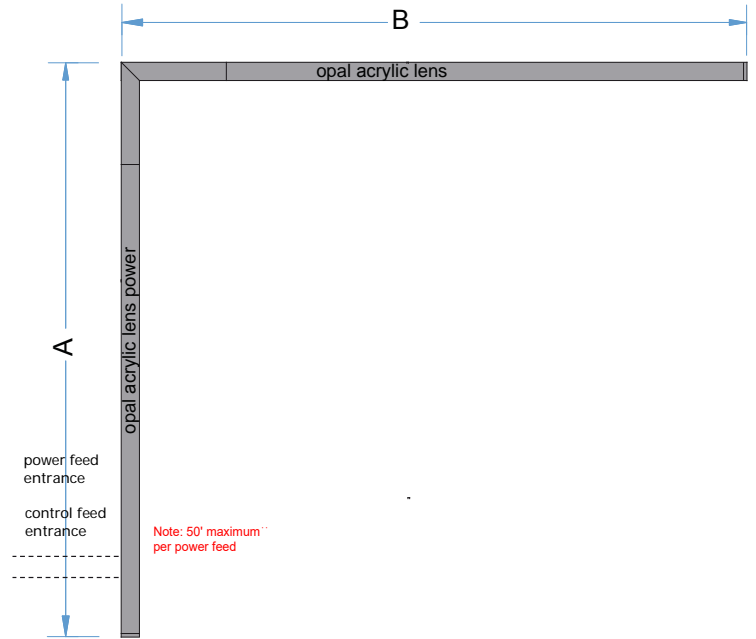 B
opal acrylic lens
opal acrylic lens power
A
power feed
entrance
control feed
entrance
Note: 50' maximum
per power feed